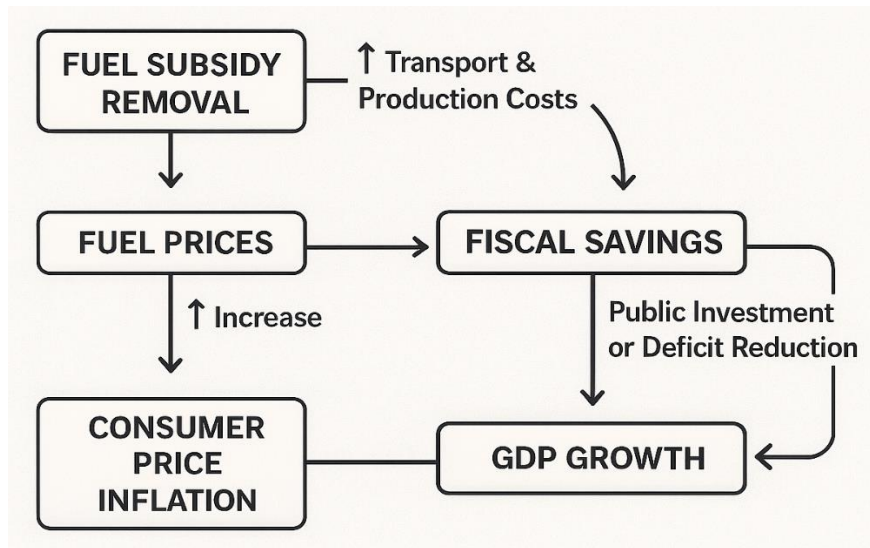 FUEL SUBSIDY
REMOVAL
↑ Transport &
Production Costs
FUEL PRICES
FISCAL SAVINGS
↑ Increase
Public Investment
or Deficit Reduction
CONSUMER
PRICE
INFLATION
GDP GROWTH